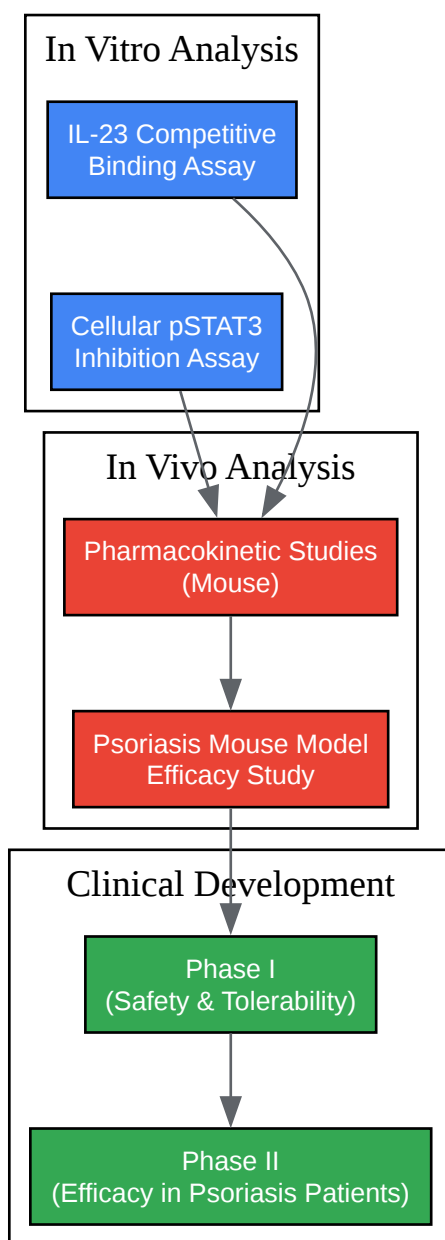 In Vitro Analysis
IL-23 Competitive
Binding Assay
Cellular pSTAT3
Inhibition Assay
In Vivo Analysis
Pharmacokinetic Studies
(Mouse)
Psoriasis Mouse Model
Efficacy Study
Clinical Development
Phase I
(Safety & Tolerability)
Phase II
(Efficacy in Psoriasis Patients)